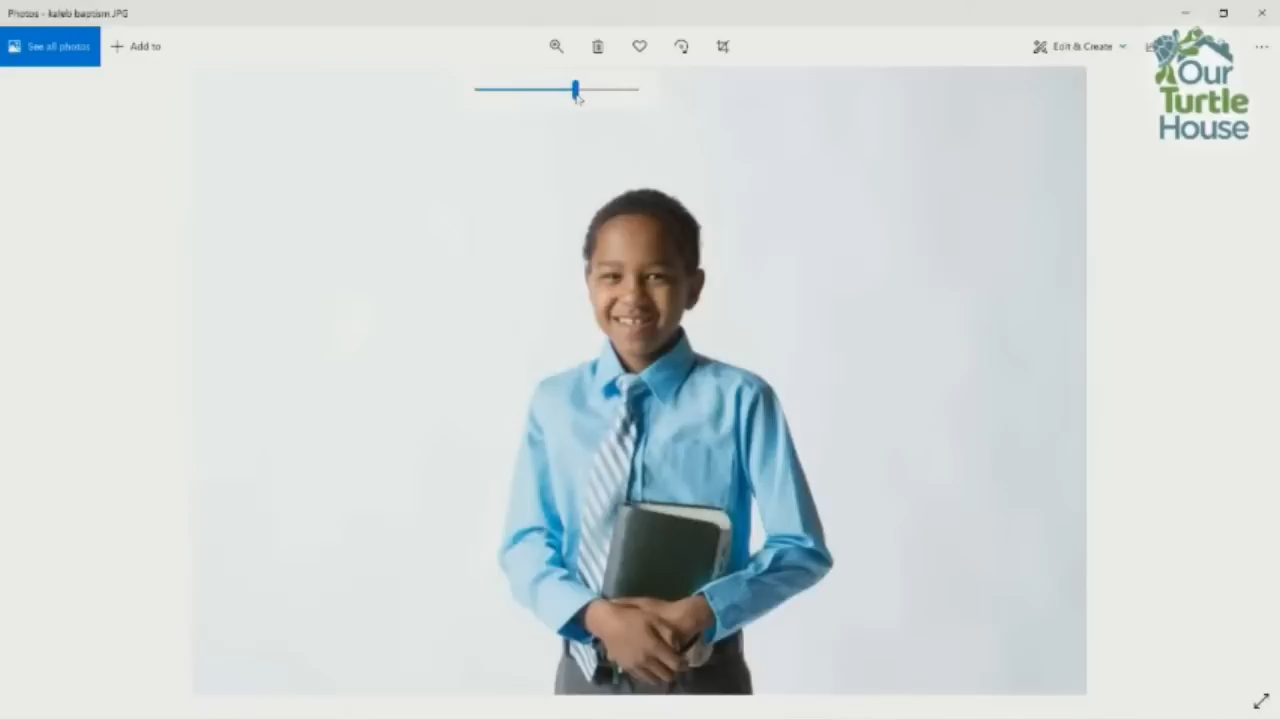 Photos - kaleb baptism.JPG
See all photos
Add to
Edit & Create
Our
Turtle
House